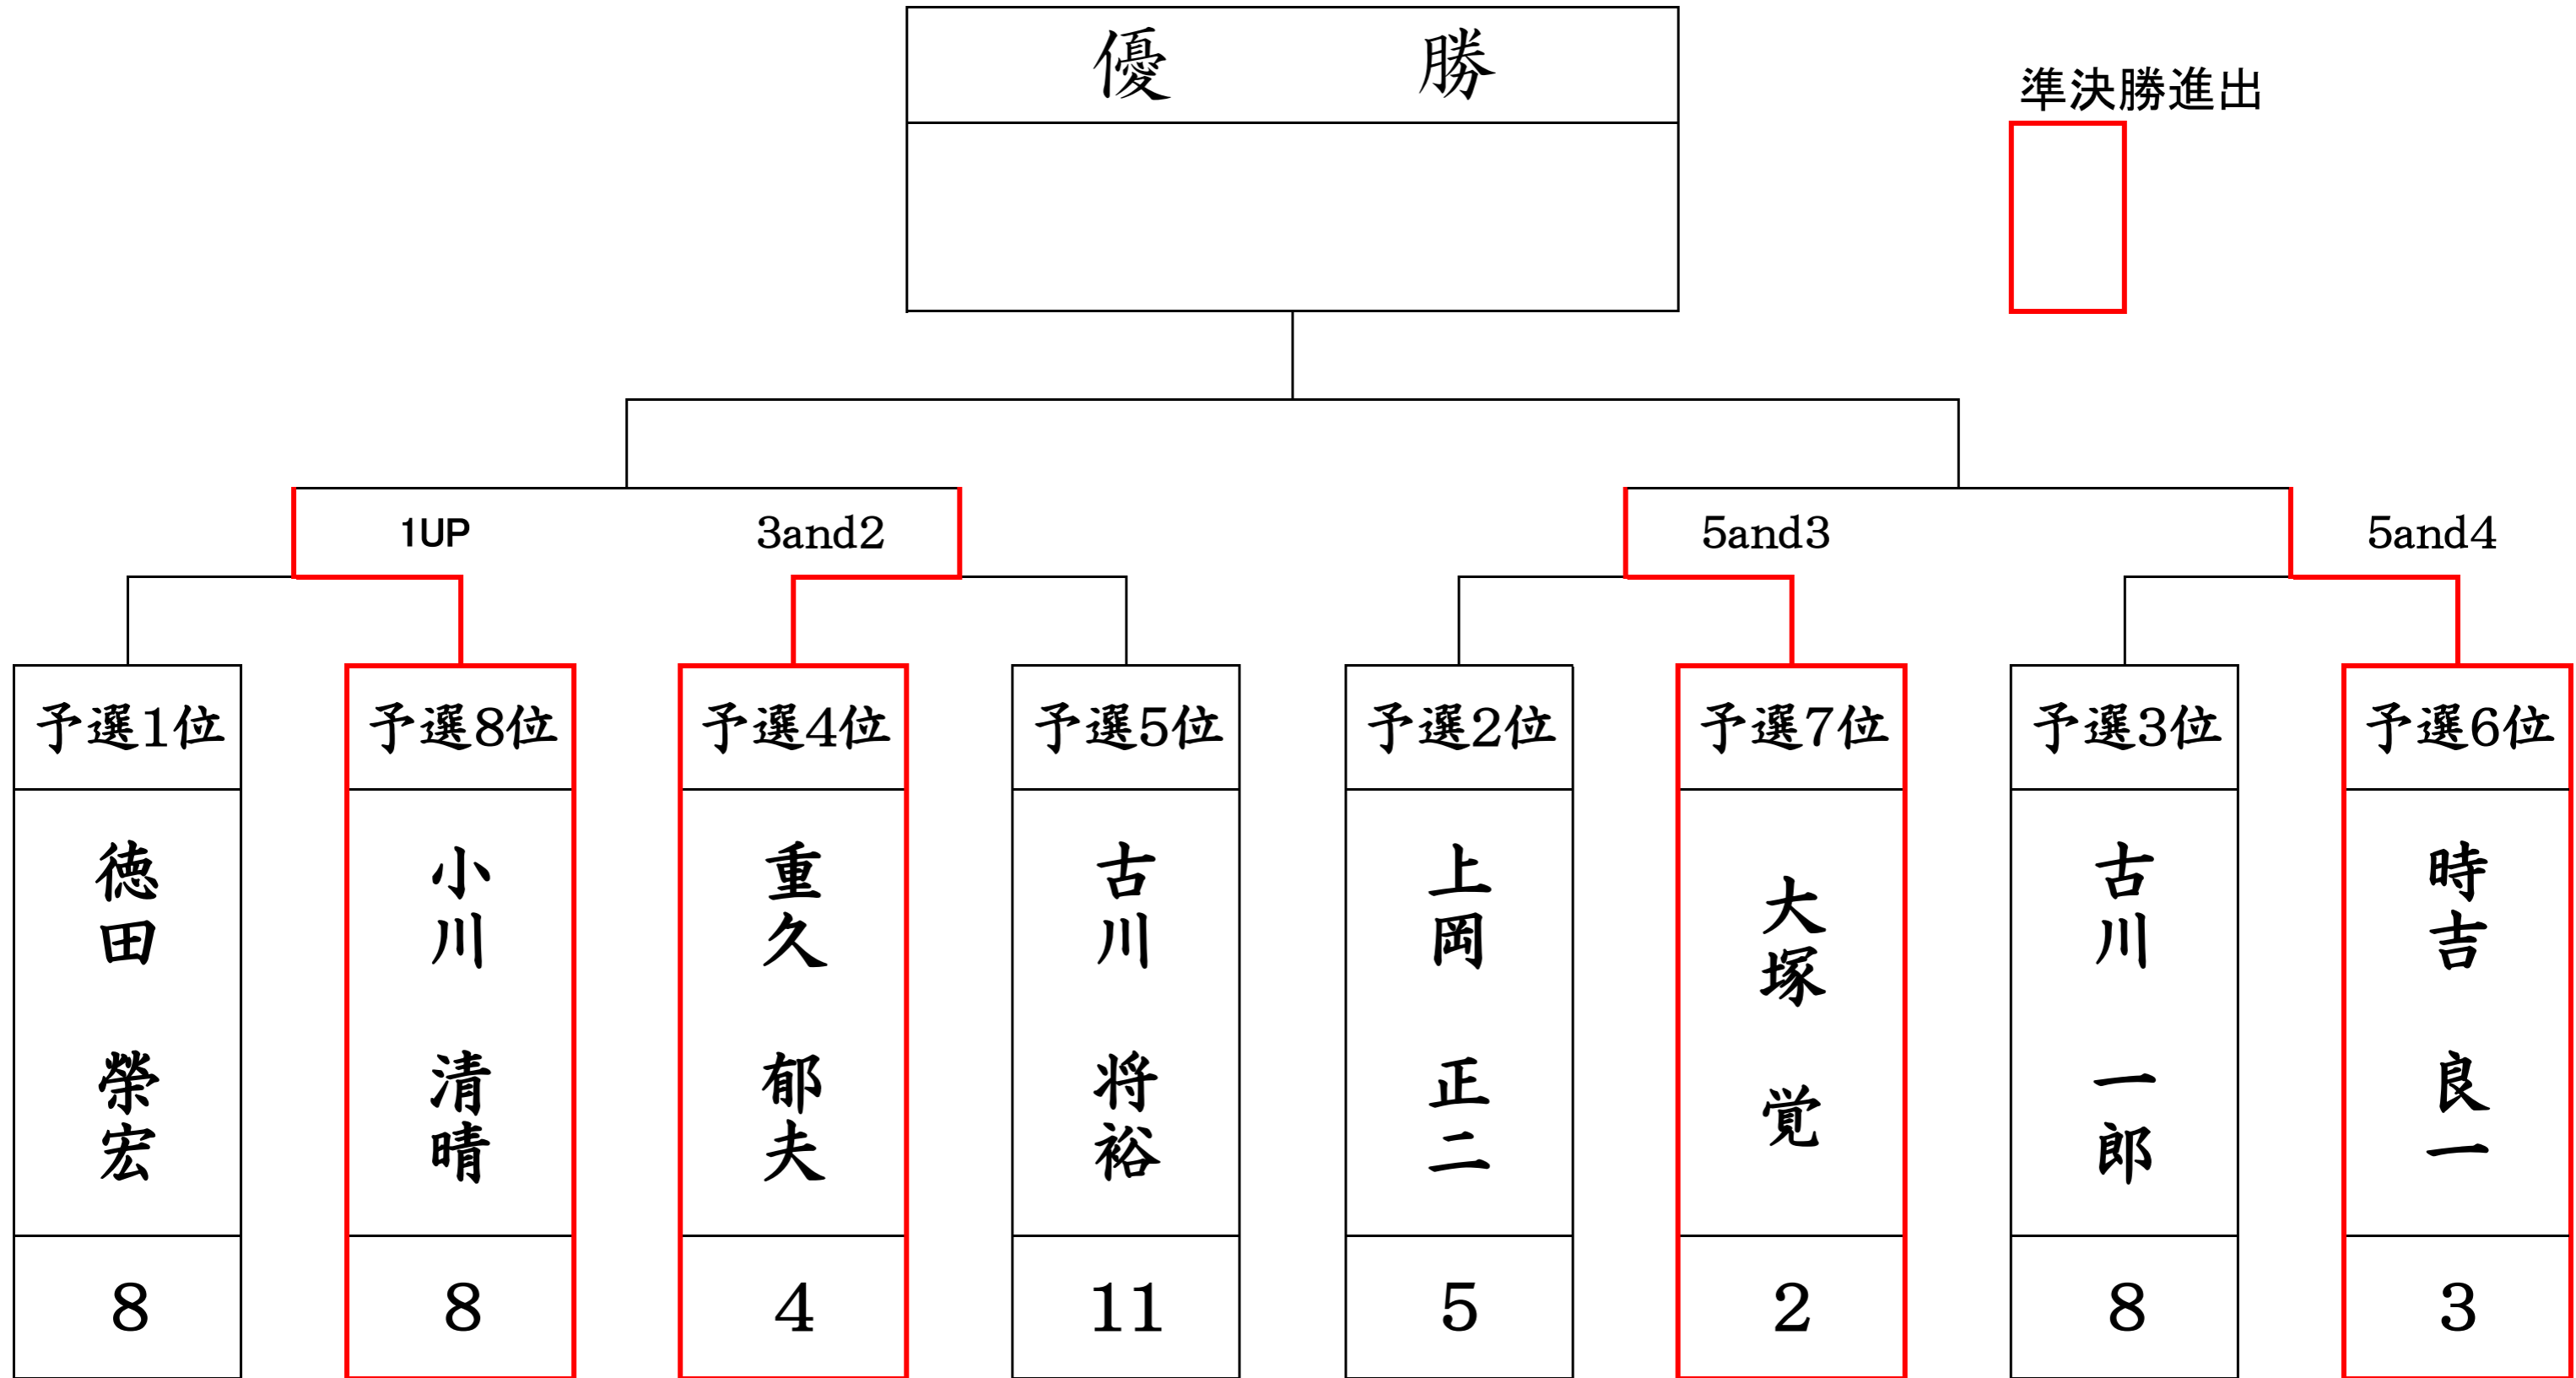 優勝
準決勝進出
1UP
3and2
5and3
5and4
予選1位
予選8位
予選4位
予選5位
予選2位
予選7位
予選3位
予選6位
徳田 榮宏
小川 清晴
重久 郁夫
古川 将裕
上岡 正二
大塚 覚
古川 一郎
時吉 良一
8
8
4
11
5
2
8
3